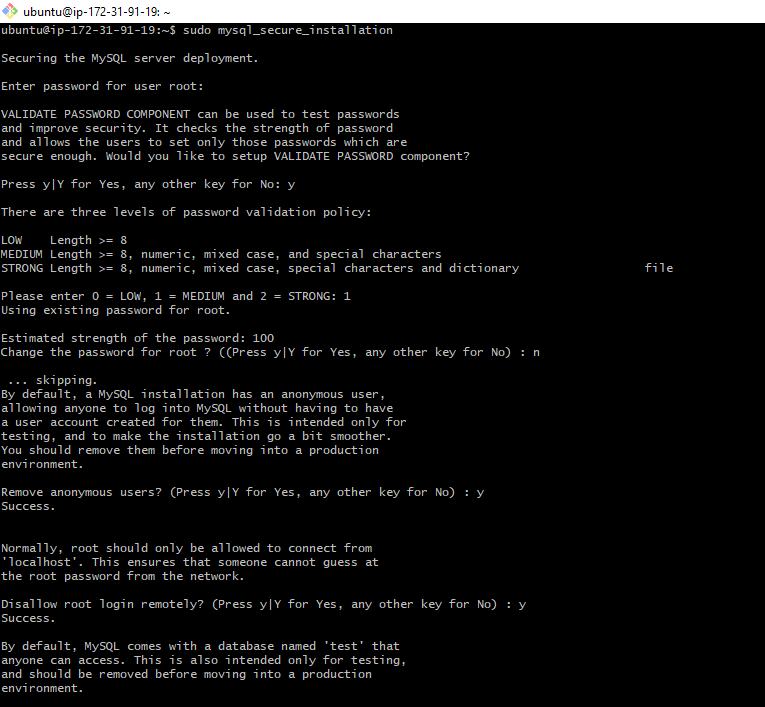 ubuntu@ip-172-31-91-19: ~
ubuntu@ip-172-31-91-19:~$ sudo mysql_secure_installation
Securing the MySQL server deployment.
Enter password for user root:
VALIDATE PASSWORD COMPONENT can be used to test passwords
and improve security. It checks the strength of password
and allows the users to set only those passwords which are
secure enough. Would you like to setup VALIDATE PASSWORD component?
Press y|Y for Yes, any other key for No: y
There are three levels of password validation policy:
LOW    Length >= 8
MEDIUM Length >= 8, numeric, mixed case, and special characters
STRONG Length >= 8, numeric, mixed case, special characters and dictionary                  file
Please enter 0 = LOW, 1 = MEDIUM and 2 = STRONG: 1
Using existing password for root.
Estimated strength of the password: 100
Change the password for root ? ((Press y|Y for Yes, any other key for No) : n
 ... skipping.
By default, a MySQL installation has an anonymous user,
allowing anyone to log into MySQL without having to have
a user account created for them. This is intended only for
testing, and to make the installation go a bit smoother.
You should remove them before moving into a production
environment.
Remove anonymous users? (Press y|Y for Yes, any other key for No) : y
Success.
Normally, root should only be allowed to connect from
'localhost'. This ensures that someone cannot guess at
the root password from the network.
Disallow root login remotely? (Press y|Y for Yes, any other key for No) : y
Success.
By default, MySQL comes with a database named 'test' that
anyone can access. This is also intended only for testing,
and should be removed before moving into a production
environment.